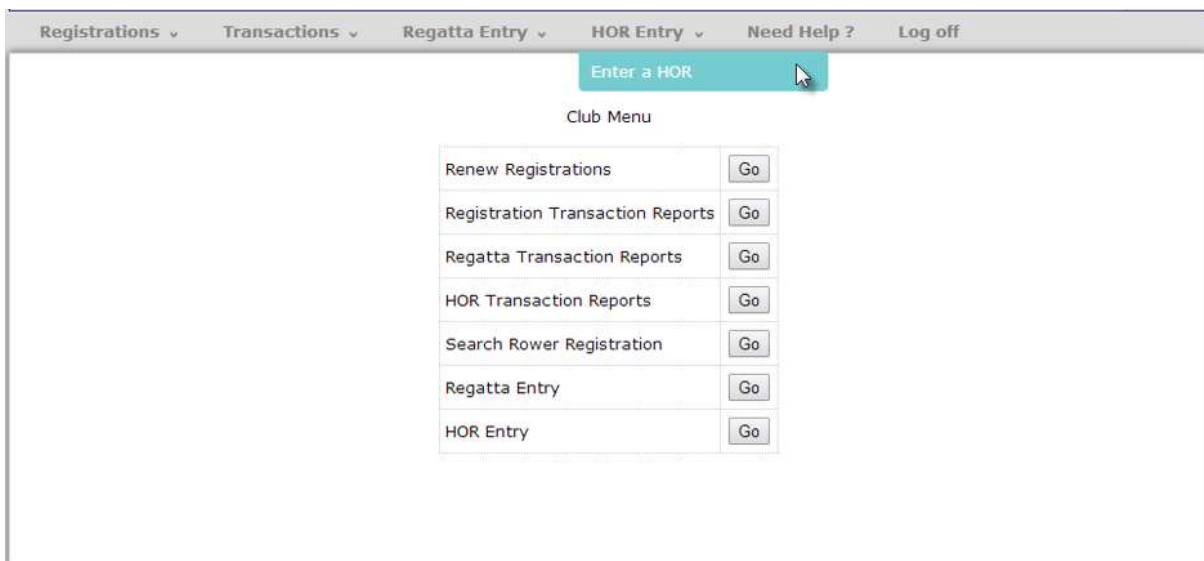 Registrations Transactions Regatta Entry HOR Entry Need Help ? Log off
Enter a HOR
Club Menu
Renew Registrations Go
Registration Transaction Reports Go
Regatta Transaction Reports Go
HOR Transaction Reports Go
Search Rower Registration Go
Regatta Entry Go
HOR Entry Go